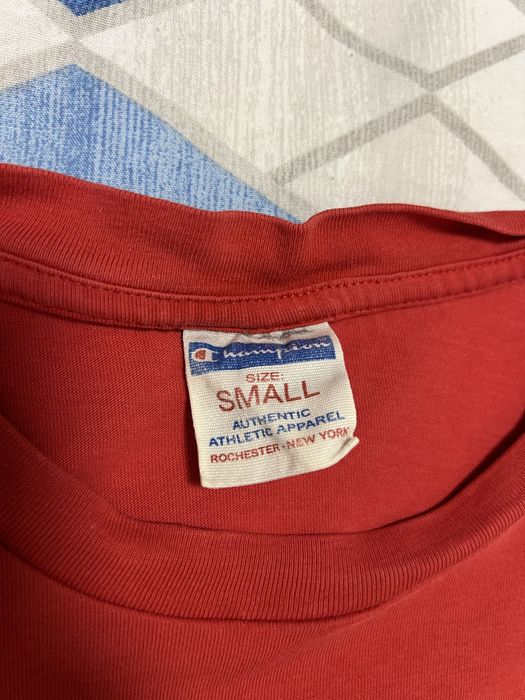 Champion
SIZE:
SMALL
AUTHENTIC
ATHLETIC APPAREL
ROCHESTER-NEW YORK